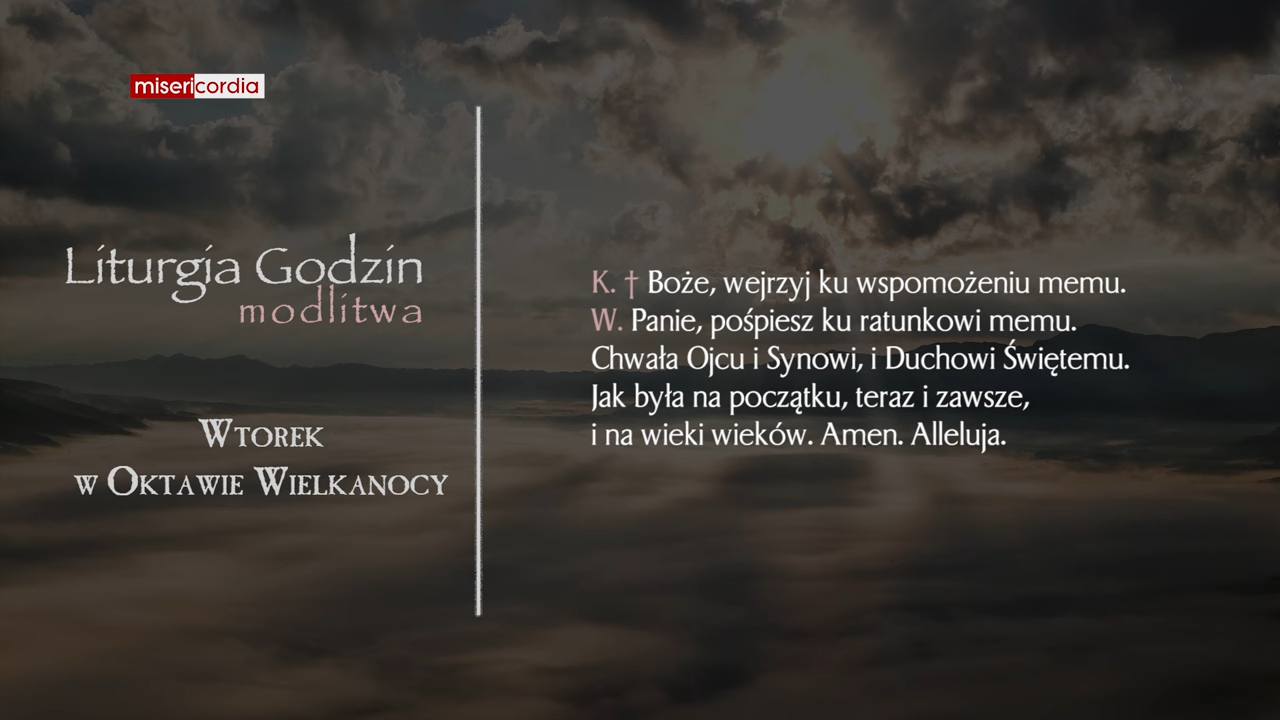 misericordia
Liturgia Godzin
modlitwa
Wtorek
w Oktawie Wielkanocy
K. † Boże, wejrzyj ku wspomożeniu memu.
W. Panie, pośpiesz ku ratunkowi memu.
Chwała Ojcu i Synowi, i Duchowi Świętemu.
Jak była na początku, teraz i zawsze,
i na wieki wieków. Amen. Alleluja.